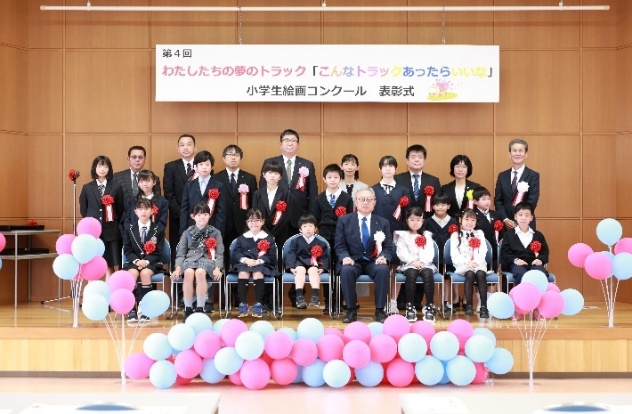 第4回
わたしたちの夢のトラック「こんなトラックあったらいいな」
小学生絵画コンクール 表彰式